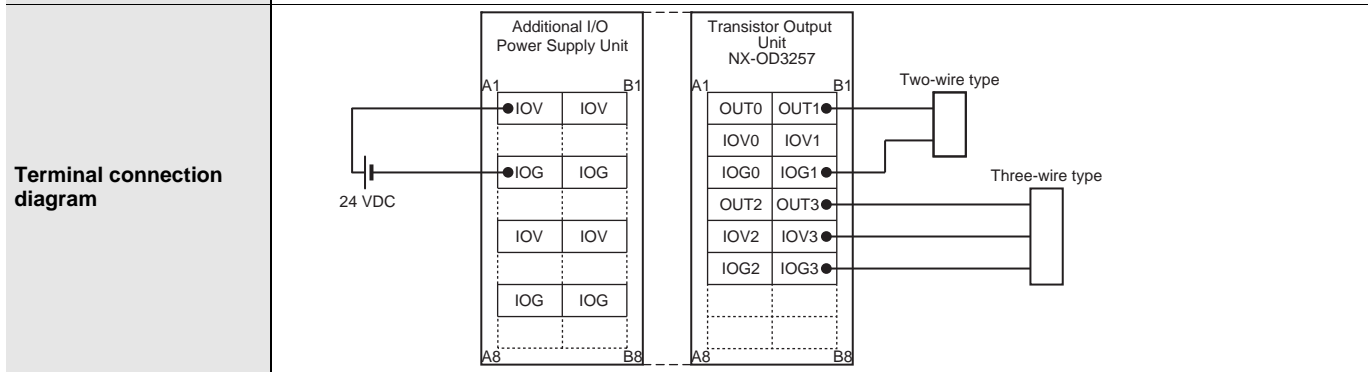 Terminal connection
diagram
Additional I/O
Power Supply Unit
A1
B1
IOV IOV
IOG IOG
IOV IOV
IOG IOG
A8
B8
24 VDC
Transistor Output
Unit
NX-OD3257
A1
B1
OUT0 OUT1
IOV0 IOV1
IOG0 IOG1
OUT2 OUT3
IOV2 IOV3
IOG2 IOG3
A8
B8
Two-wire type
Three-wire type